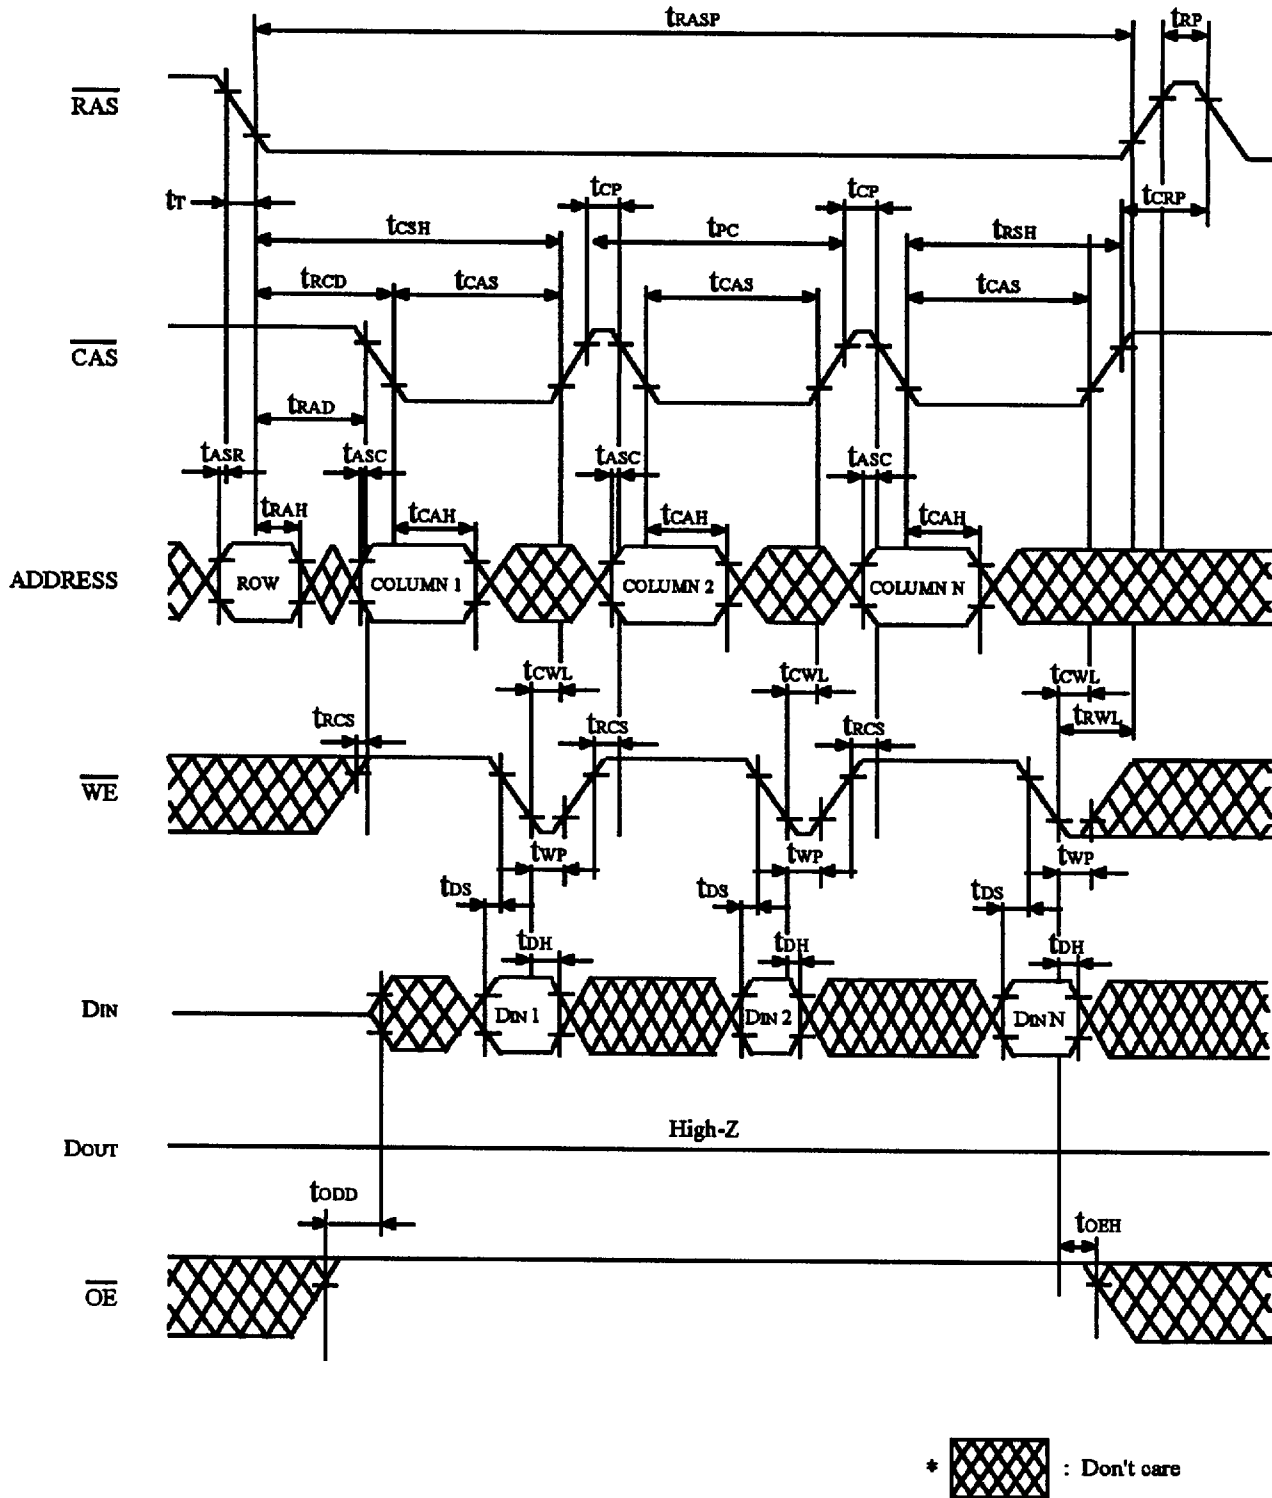 tRASP tRP
RAS
tT tCP tCP tCRP
tCSH tPC tRSH
tRCD tCAS tCAS tCAS
CAS
tRAD
tASR tASC tASC tASC
tRAH tCAH tCAH tCAH
ADDRESS ROW COLUMN 1 COLUMN 2 COLUMN N
tCWL tCWL tCWL
tRCS tRCS tRCS tRWL
WE
tWP tWP tWP
tDS tDS tDS
tDH tDH tDH
DIN DIN 1 DIN 2 DIN N
High-Z
DOUT
tODD
tOEH
OE
* : Don't care